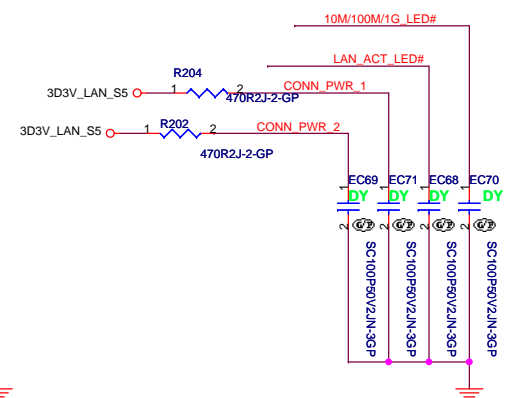 10M/100M/1G_LED#
LAN_ACT_LED#
R204
3D3V_LAN_S5 1 2 CONN_PWR_1
470R2J-2-GP
R202
3D3V_LAN_S5 1 2 CONN_PWR_2
470R2J-2-GP
1 EC69 1 EC71 1 EC68 1 EC70
DY DY DY DY
2 2 2 2
SC100P50V2JN-3GP
SC100P50V2JN-3GP
SC100P50V2JN-3GP
SC100P50V2JN-3GP